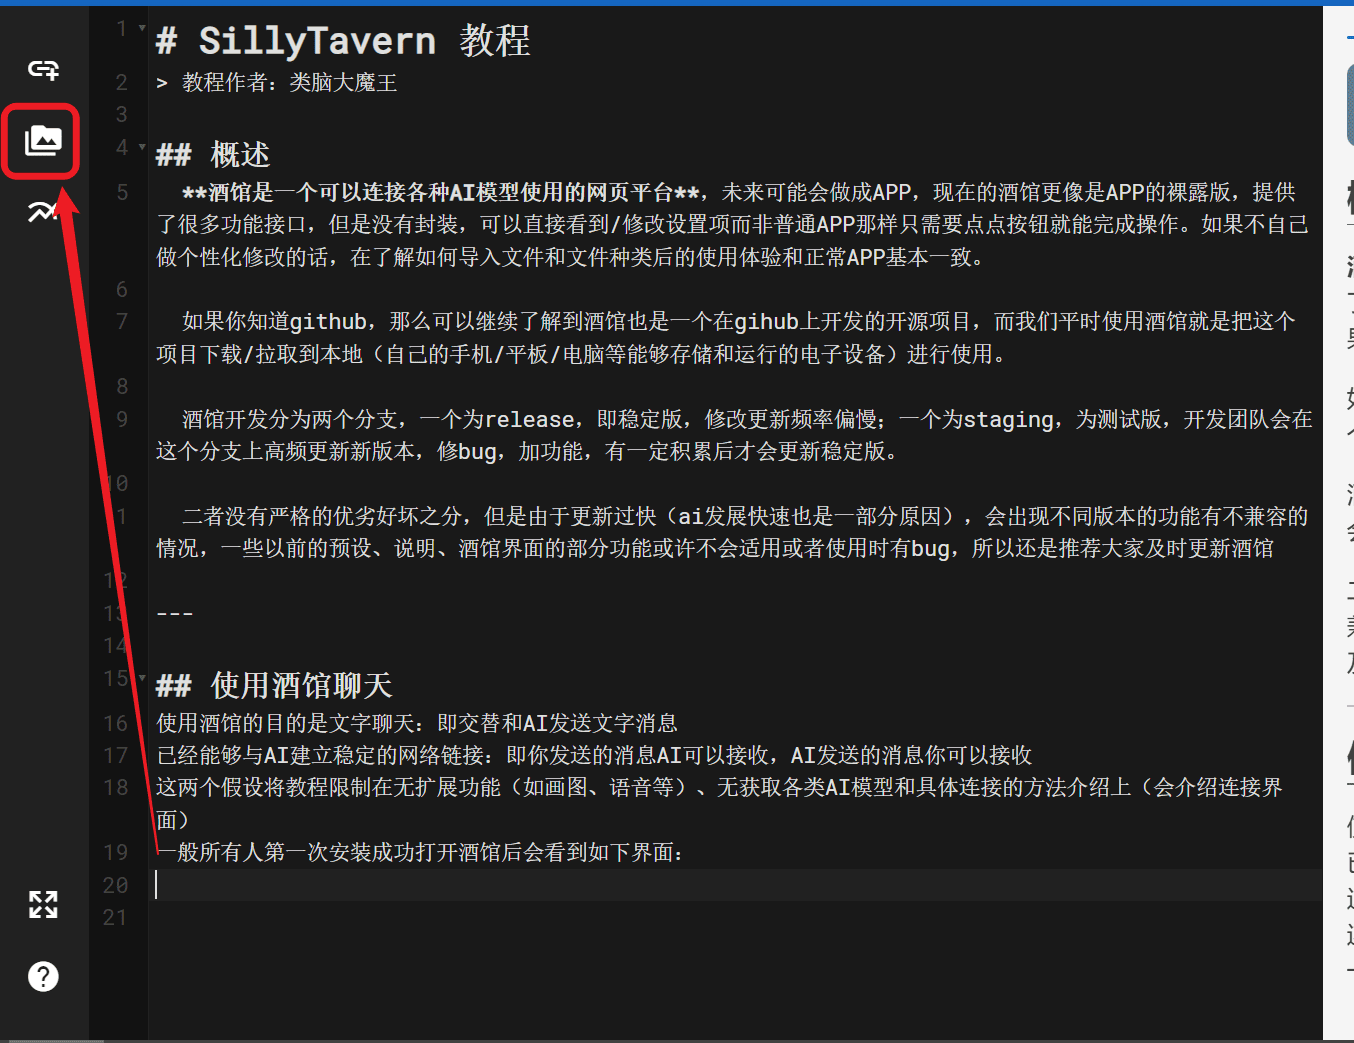 1 # SillyTavern 教程
2 > 教程作者：类脑大魔王
3
4 ## 概述
5 **酒馆是一个可以连接各种AI模型使用的网页平台**，未来可能会做成APP，现在的酒馆更像是APP的裸露版，提供
了很多功能接口，但是没有封装，可以直接看到/修改设置项而非普通APP那样只需要点点按钮就能完成操作。如果不自己
做个性化修改的话，在了解如何导入文件和文件种类后的使用体验和正常APP基本一致。
6
7 如果你知道github，那么可以继续了解到酒馆也是一个在gihub上开发的开源项目，而我们平时使用酒馆就是把这个
项目下载/拉取到本地（自己的手机/平板/电脑等能够存储和运行的电子设备）进行使用。
8
9 酒馆开发分为两个分支，一个为release，即稳定版，修改更新频率偏慢；一个为staging，为测试版，开发团队会在
这个分支上高频更新新版本，修bug，加功能，有一定积累后才会更新稳定版。
10
11 二者没有严格的优劣好坏之分，但是由于更新过快（ai发展快速也是一部分原因），会出现不同版本的功能有不兼容的
情况，一些以前的预设、说明、酒馆界面的部分功能或许不会适用或者使用时有bug，所以还是推荐大家及时更新酒馆
12
13 ---
14
15 ## 使用酒馆聊天
16 使用酒馆的目的是文字聊天：即交替和AI发送文字消息
17 已经能够与AI建立稳定的网络链接：即你发送的消息AI可以接收，AI发送的消息你可以接收
18 这两个假设将教程限制在无扩展功能（如画图、语音等）、无获取各类AI模型和具体连接的方法介绍上（会介绍连接界
面）
19 一般所有人第一次安装成功打开酒馆后会看到如下界面：
20
21